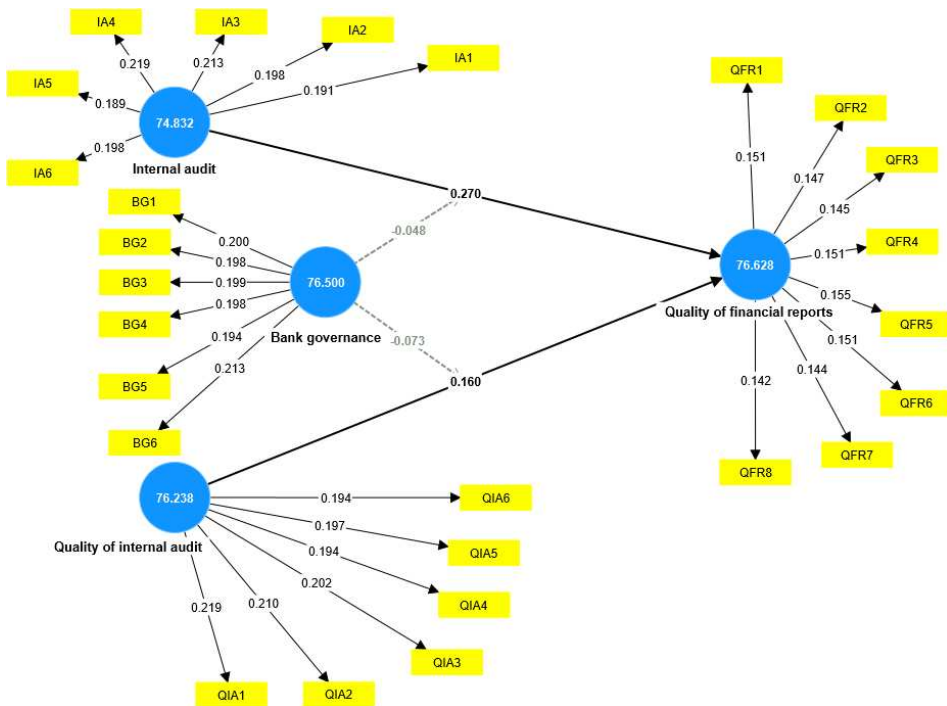 IA4
IA3
IA2
IA1
0.219
0.213
0.198
0.191
IA5
0.189
74.832
0.198
IA6
Internal audit
QFR1
QFR2
QFR3
QFR4
QFR5
QFR6
QFR7
QFR8
0.151
0.147
0.145
0.151
0.155
0.151
0.144
0.142
76.628
Quality of financial reports
0.270
-0.048
BG1
BG2
BG3
BG4
BG5
BG6
0.200
0.198
0.199
0.198
0.194
0.213
76.500
Bank governance
-0.073
0.160
76.238
Quality of internal audit
0.194
0.197
0.194
0.202
0.210
0.219
QIA6
QIA5
QIA4
QIA3
QIA2
QIA1